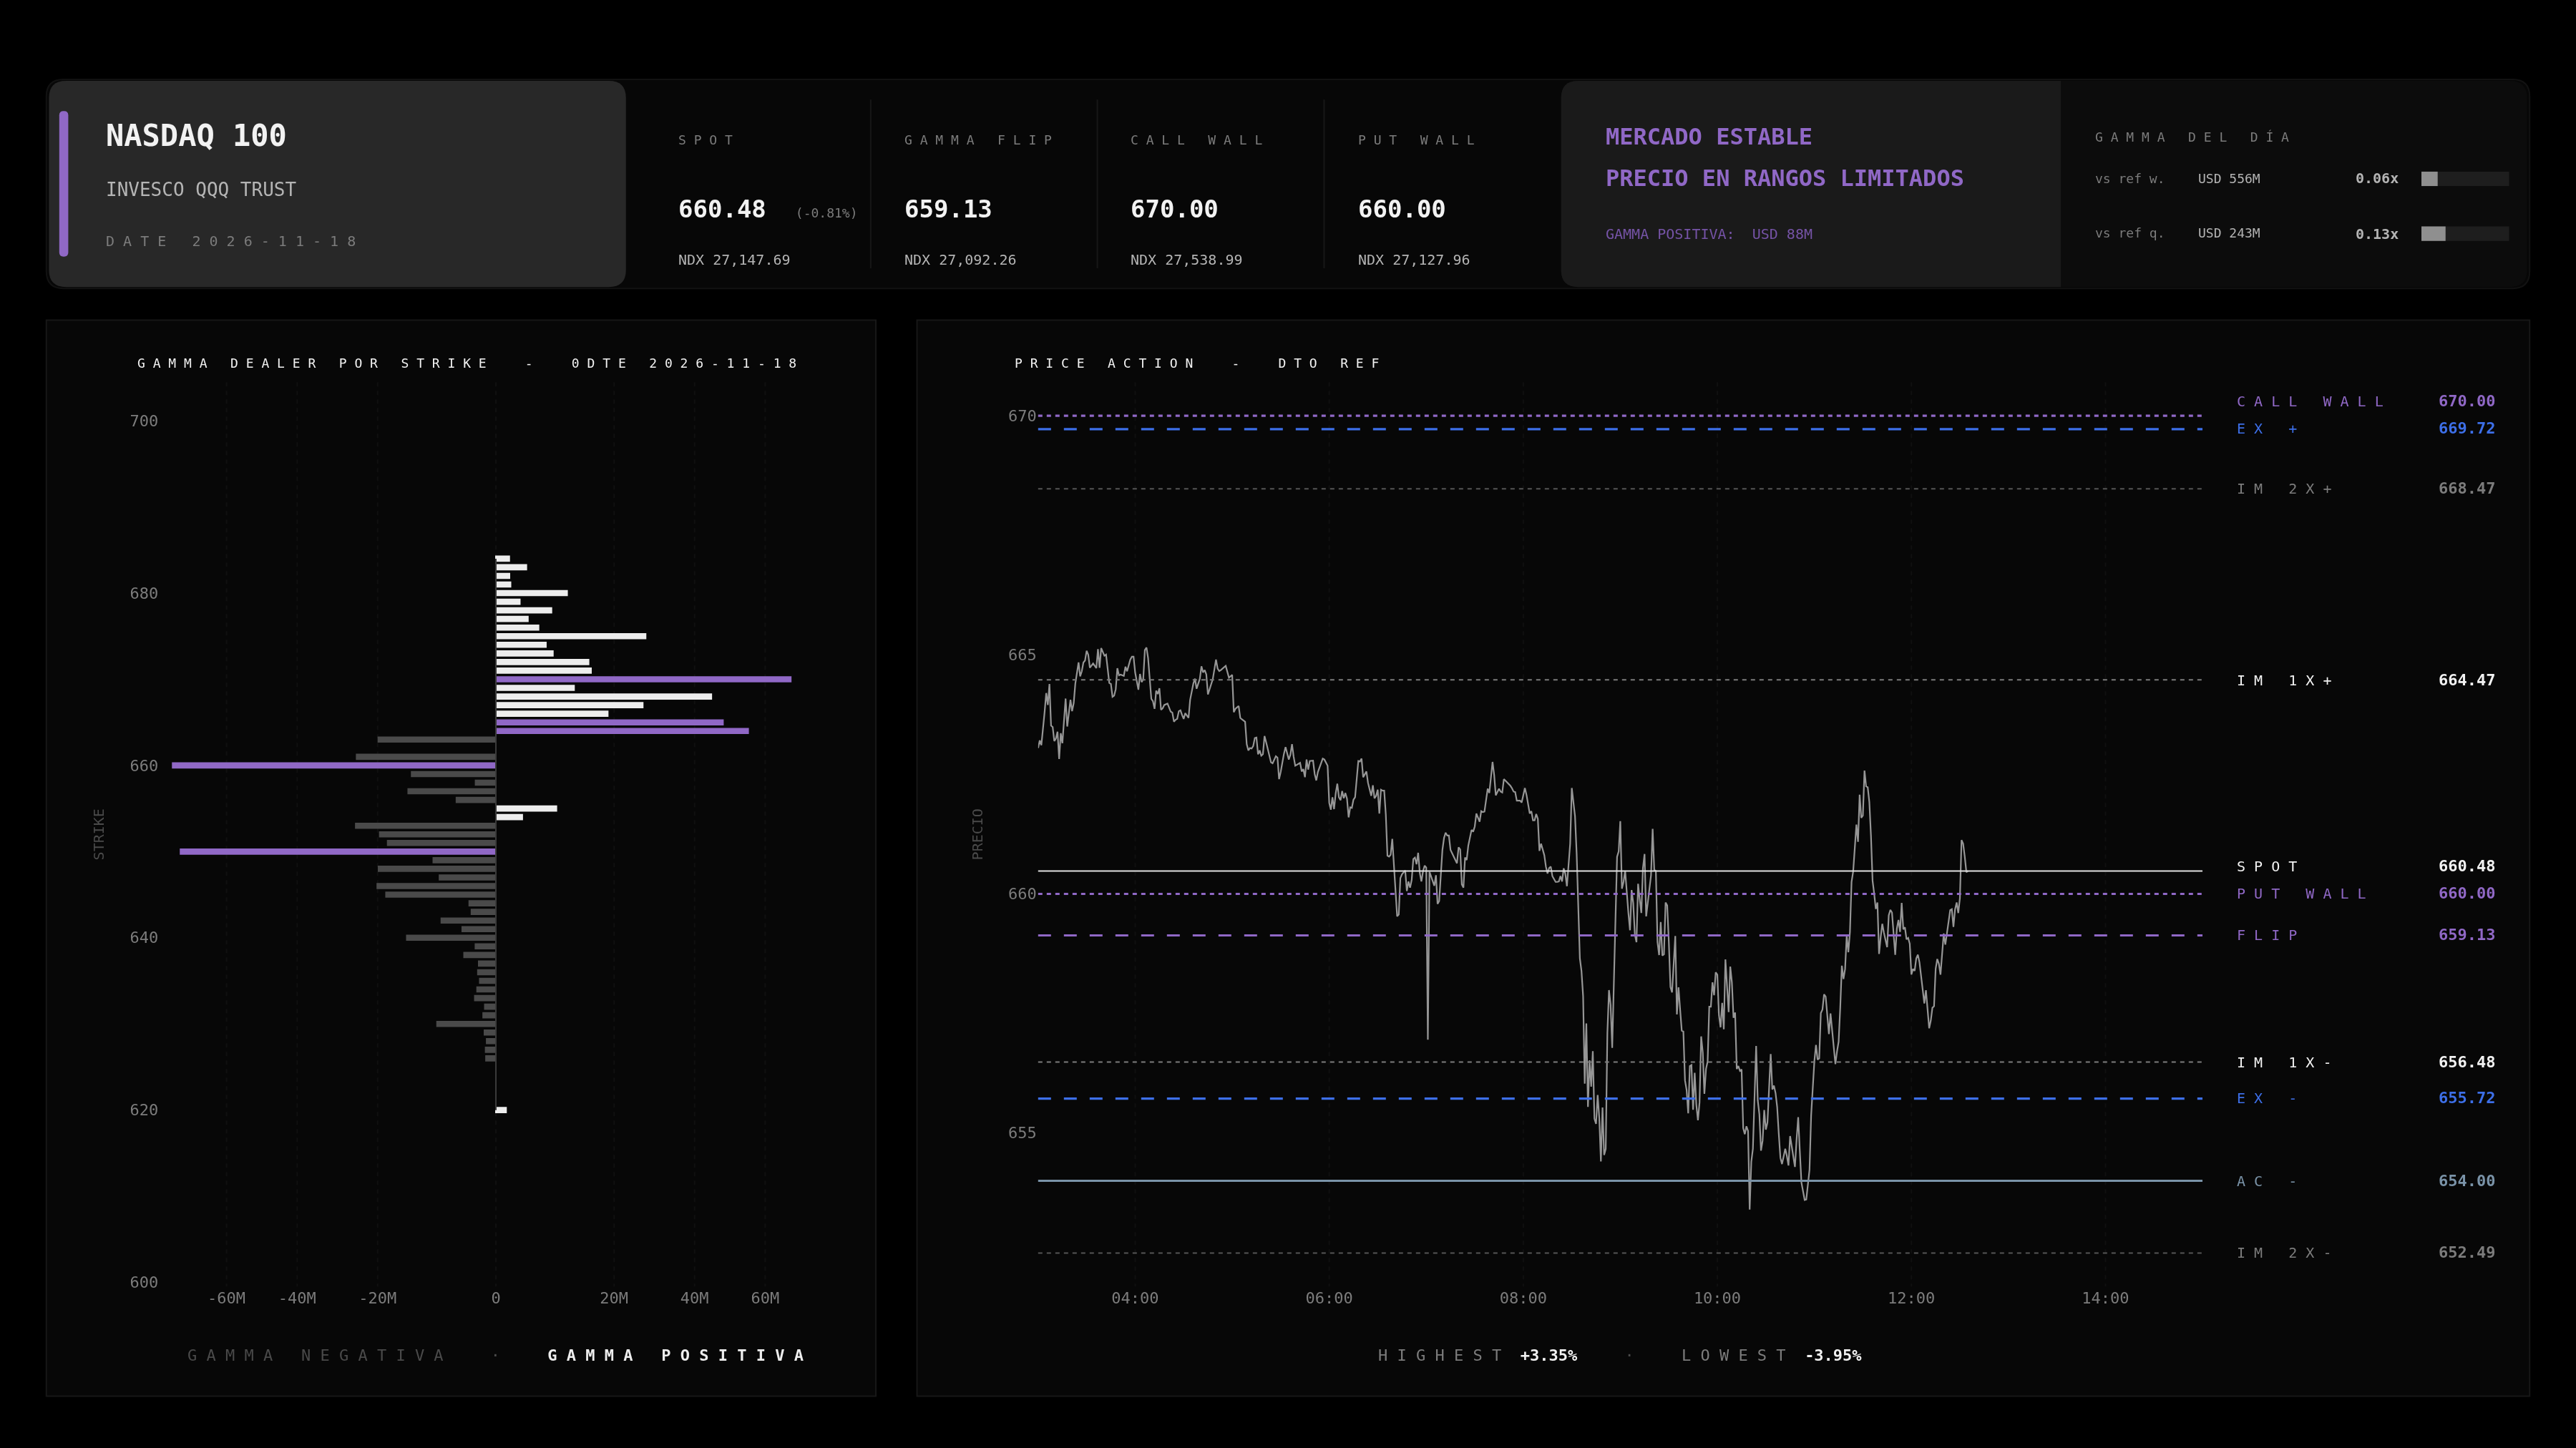 NASDAQ 100
INVESCO QQQ TRUST
DATE 2026-11-18
SPOT
660.48 (-0.81%)
NDX 27,147.69
GAMMA FLIP
659.13
NDX 27,092.26
CALL WALL
670.00
NDX 27,538.99
PUT WALL
660.00
NDX 27,127.96
MERCADO ESTABLE
PRECIO EN RANGOS LIMITADOS
GAMMA POSITIVA: USD 88M
GAMMA DEL DÍA
vs ref w. USD 556M 0.06x
vs ref q. USD 243M 0.13x
GAMMA DEALER POR STRIKE - 0DTE 2026-11-18
700
680
660
640
620
600
STRIKE
-60M -40M -20M 0 20M 40M 60M
GAMMA NEGATIVA · GAMMA POSITIVA
PRICE ACTION - DTO REF
670
665
660
655
PRECIO
CALL WALL 670.00
EX + 669.72
IM 2X+ 668.47
IM 1X+ 664.47
SPOT 660.48
PUT WALL 660.00
FLIP 659.13
IM 1X- 656.48
EX - 655.72
AC - 654.00
IM 2X- 652.49
04:00 06:00 08:00 10:00 12:00 14:00
HIGHEST +3.35% · LOWEST -3.95%